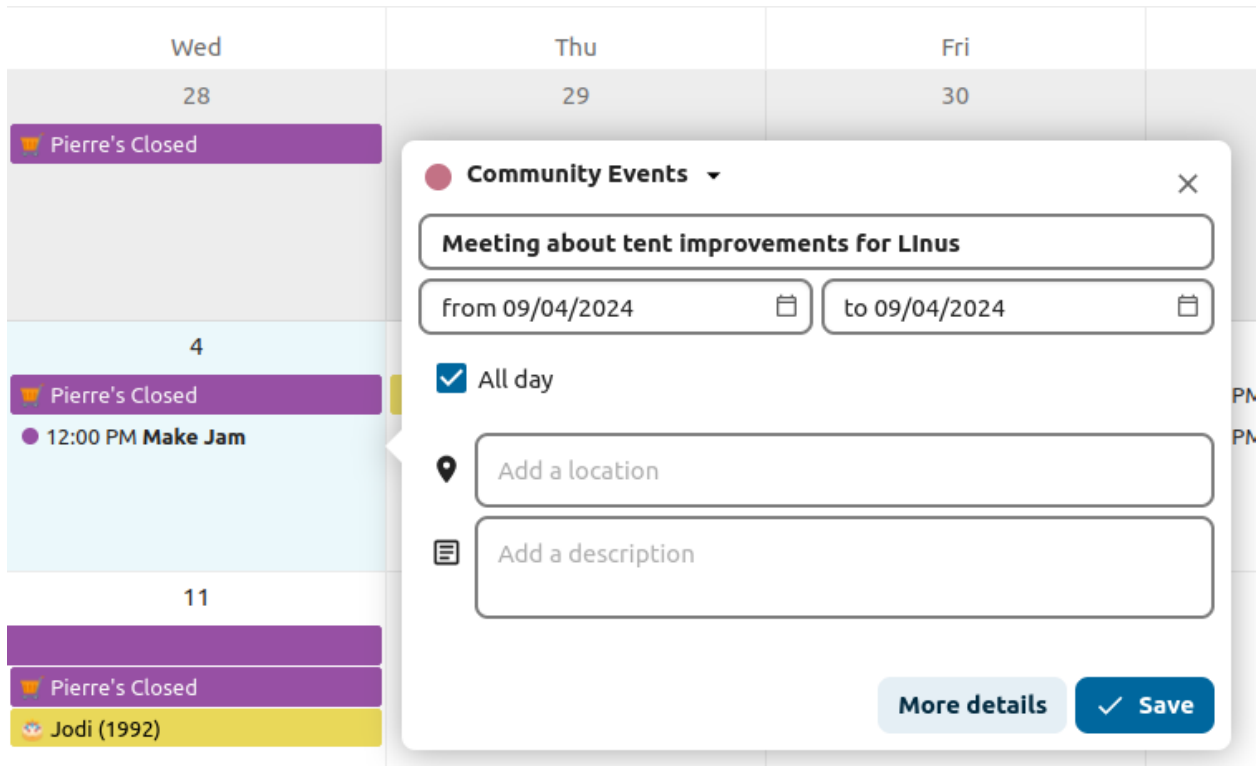 Wed Thu Fri
28 29 30
Pierre's Closed
Community Events
Meeting about tent improvements for LInus
from 09/04/2024 to 09/04/2024
4
All day
Pierre's Closed
PM
12:00 PM Make Jam
PM
Add a location
Add a description
11
Pierre's Closed
Jodi (1992)
More details Save